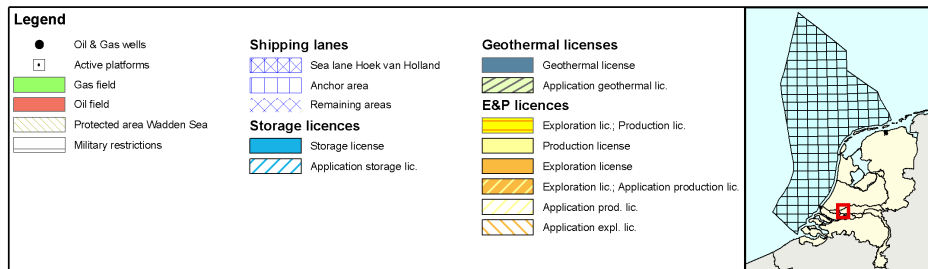 Legend
Oil & Gas wells
Active platforms
Gas field
Oil field
Protected area Wadden Sea
Military restrictions
Shipping lanes
Sea lane Hoek van Holland
Anchor area
Remaining areas
Storage licences
Storage license
Application storage lic.
Geothermal licenses
Geothermal license
Application geothermal lic.
E&P licences
Exploration lic.; Production lic.
Production license
Exploration license
Exploration lic.; Application production lic.
Application prod. lic.
Application expl. lic.